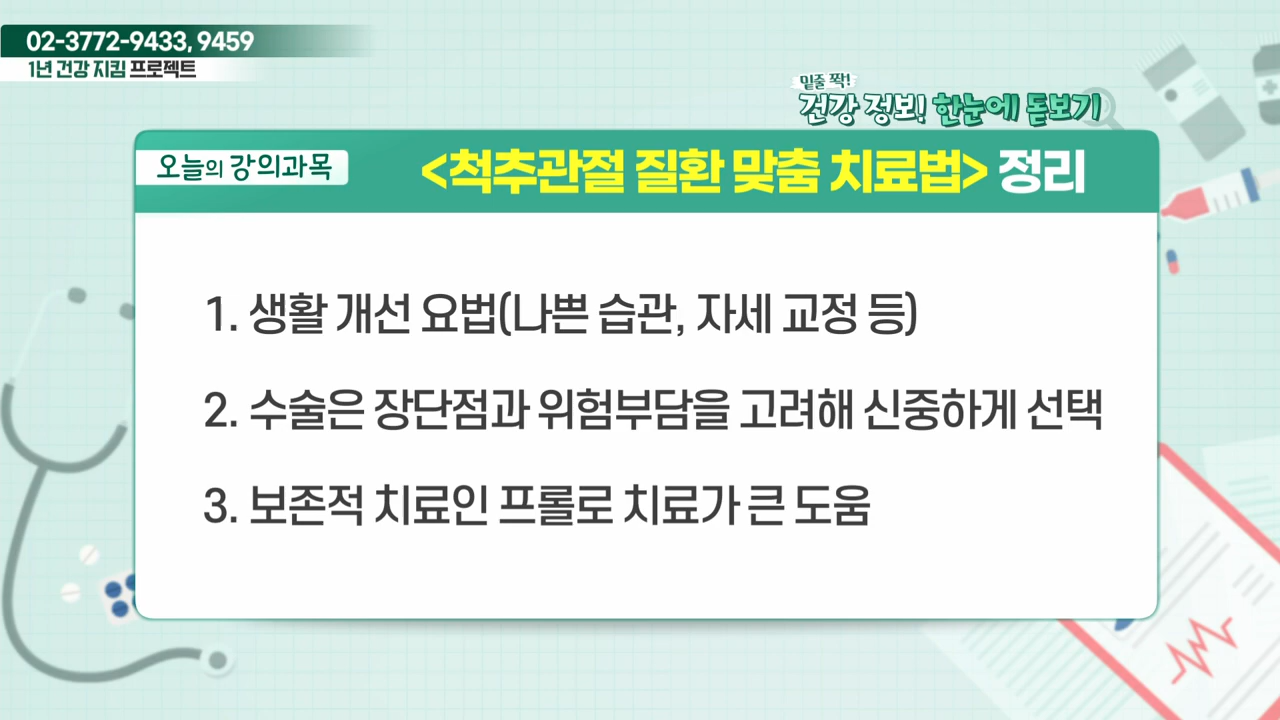 02-3772-9433, 9459
1년 건강 지킴 프로젝트
밑줄 쫙!
건강 정보! 한눈에 돋보기
오늘의 강의과목
<척추관절 질환 맞춤 치료법> 정리
1. 생활 개선 요법(나쁜 습관, 자세 교정 등)
2. 수술은 장단점과 위험부담을 고려해 신중하게 선택
3. 보존적 치료인 프롤로 치료가 큰 도움